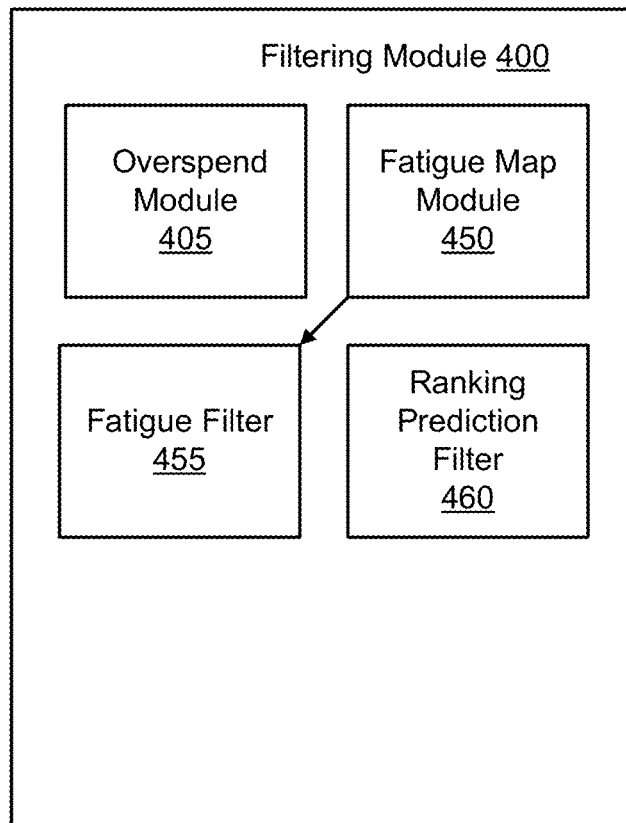 Filtering Module 400
Overspend
Module
405
Fatigue Map
Module
450
Fatigue Filter
455
Ranking
Prediction
Filter
460